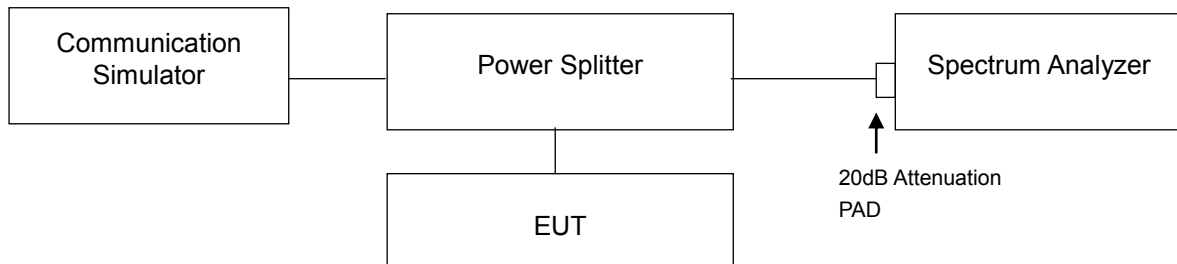 Communication
Simulator
Power Splitter
Spectrum Analyzer
20dB Attenuation
PAD
EUT